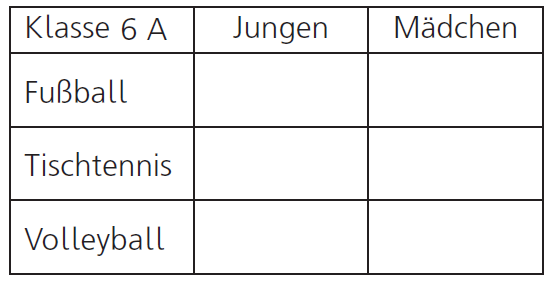 Klasse 6 A Jungen Mädchen
Fußball
Tischtennis
Volleyball